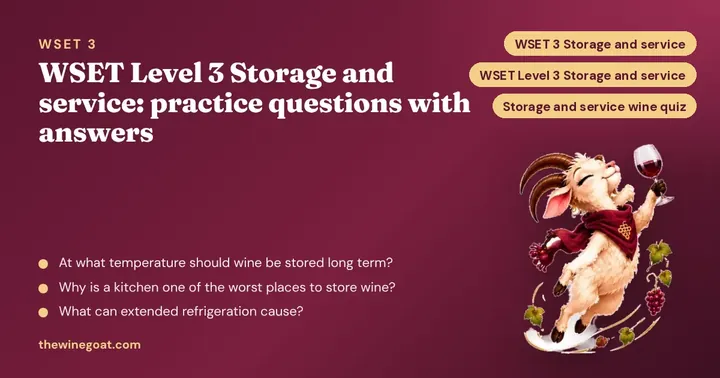 WSET 3
WSET Level 3 Storage and
service: practice questions with
answers
WSET 3 Storage and service
WSET Level 3 Storage and service
Storage and service wine quiz
At what temperature should wine be stored long term?
Why is a kitchen one of the worst places to store wine?
What can extended refrigeration cause?
thewinegoat.com